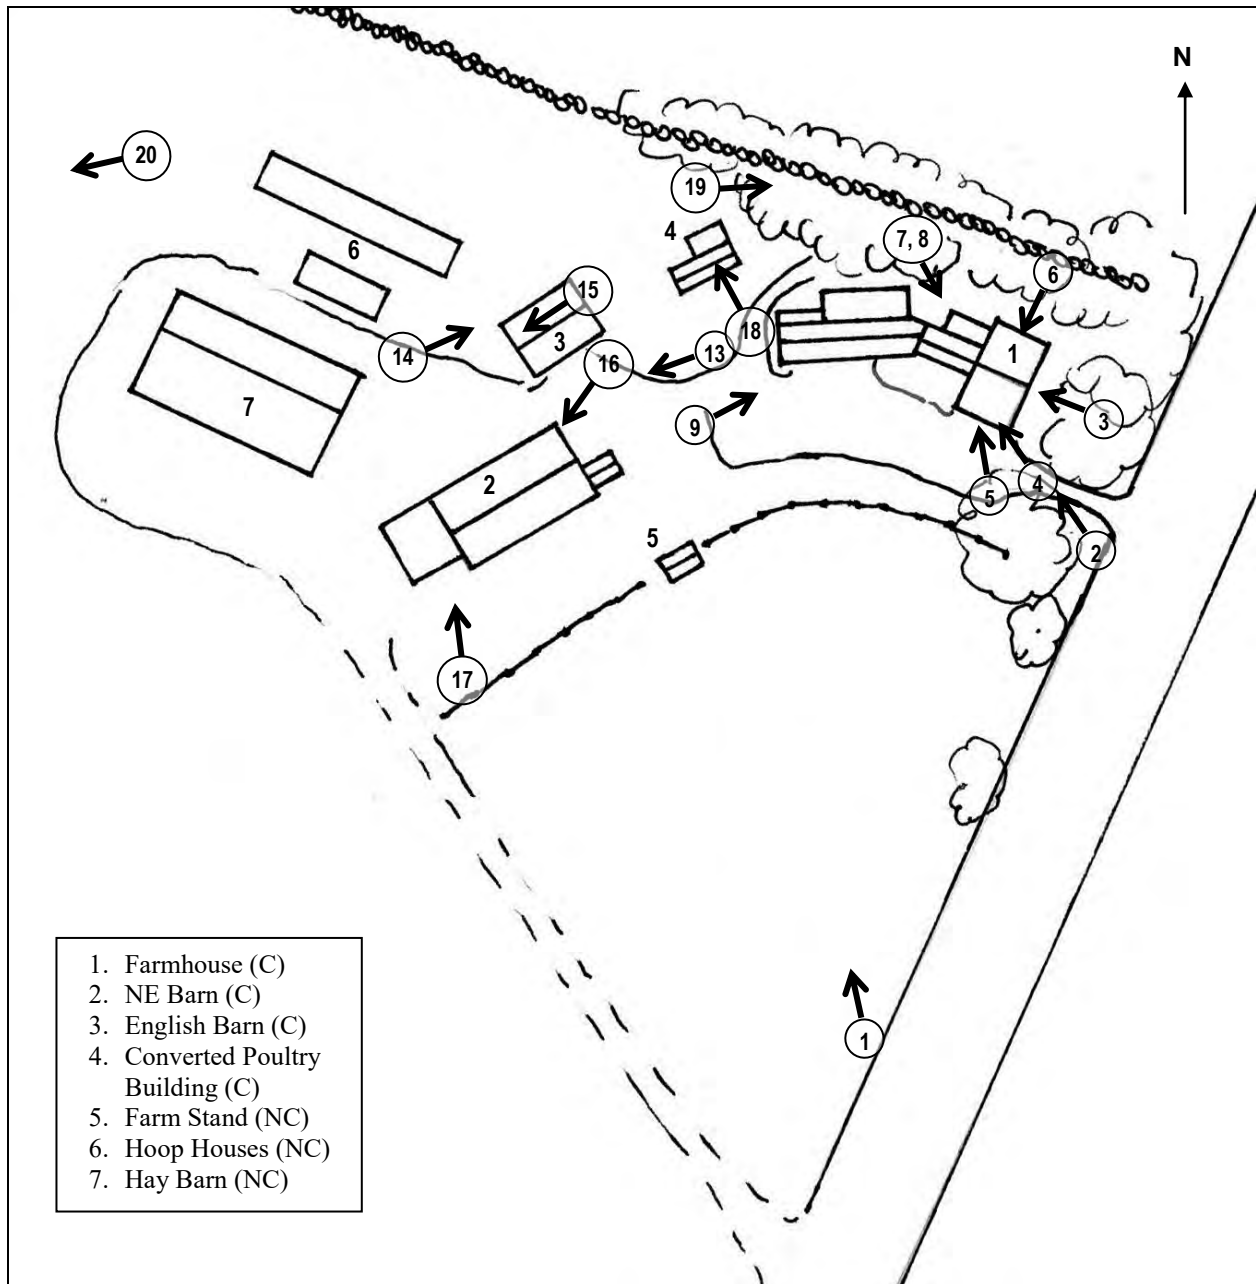 N
20
19
4
7, 8
6
6
15
14
3
18
13
1
16
7
9
3
2
4
5
5
2
17
1
1. Farmhouse (C)
2. NE Barn (C)
3. English Barn (C)
4. Converted Poultry
Building (C)
5. Farm Stand (NC)
6. Hoop Houses (NC)
7. Hay Barn (NC)